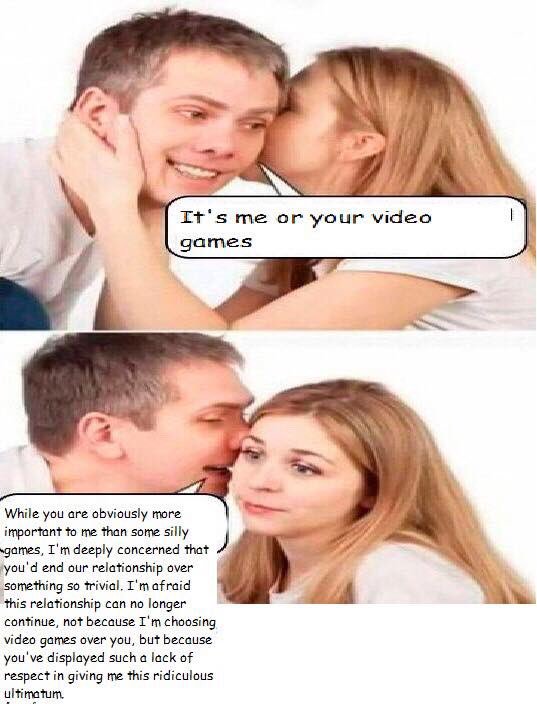 It's me or your video
games
While you are obviously more
important to me than some silly
games, I'm deeply concerned that
you'd end our relationship over
something so trivial. I'm afraid
this relationship can no longer
continue, not because I'm choosing
video games over you, but because
you've displayed such a lack of
respect in giving me this ridiculous
ultimatum.